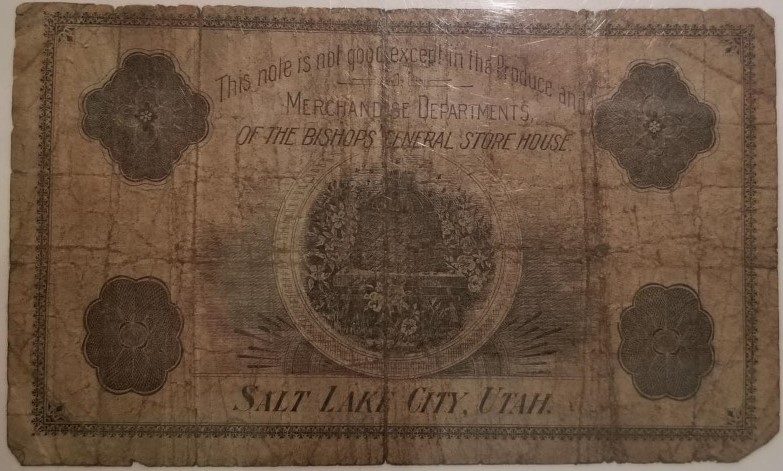 This note is not good except in the Produce and
MERCHANDISE DEPARTMENTS,
OF THE BISHOPS' GENERAL STORE HOUSE
SALT LAKE CITY, UTAH.